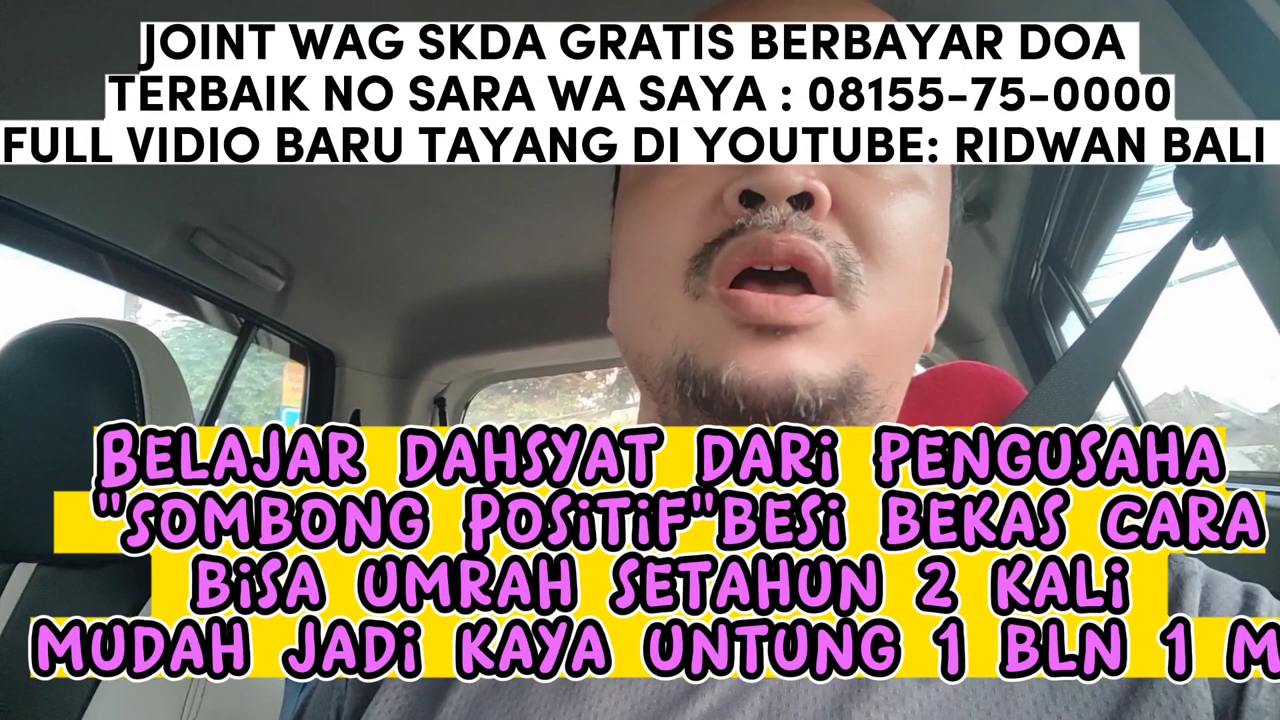 JOINT WAG SKDA GRATIS BERBAYAR DOA
TERBAIK NO SARA WA SAYA : 08155-75-0000
FULL VIDIO BARU TAYANG DI YOUTUBE: RIDWAN BALI
BELAJAR DAHSYAT DARI PENGUSAHA
"SOMBONG POSITIF"BESI BEKAS CARA
BISA UMRAH SETAHUN 2 KALI
MUDAH JADI KAYA UNTUNG 1 BLN 1 M